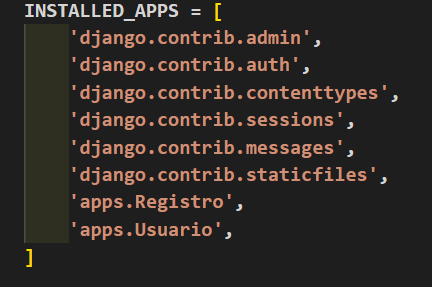 INSTALLED_APPS = [
'django.contrib.admin',
'django.contrib.auth',
'django.contrib.contenttypes',
'django.contrib.sessions',
'django.contrib.messages',
'django.contrib.staticfiles',
'apps.Registro',
'apps.Usuario',
]